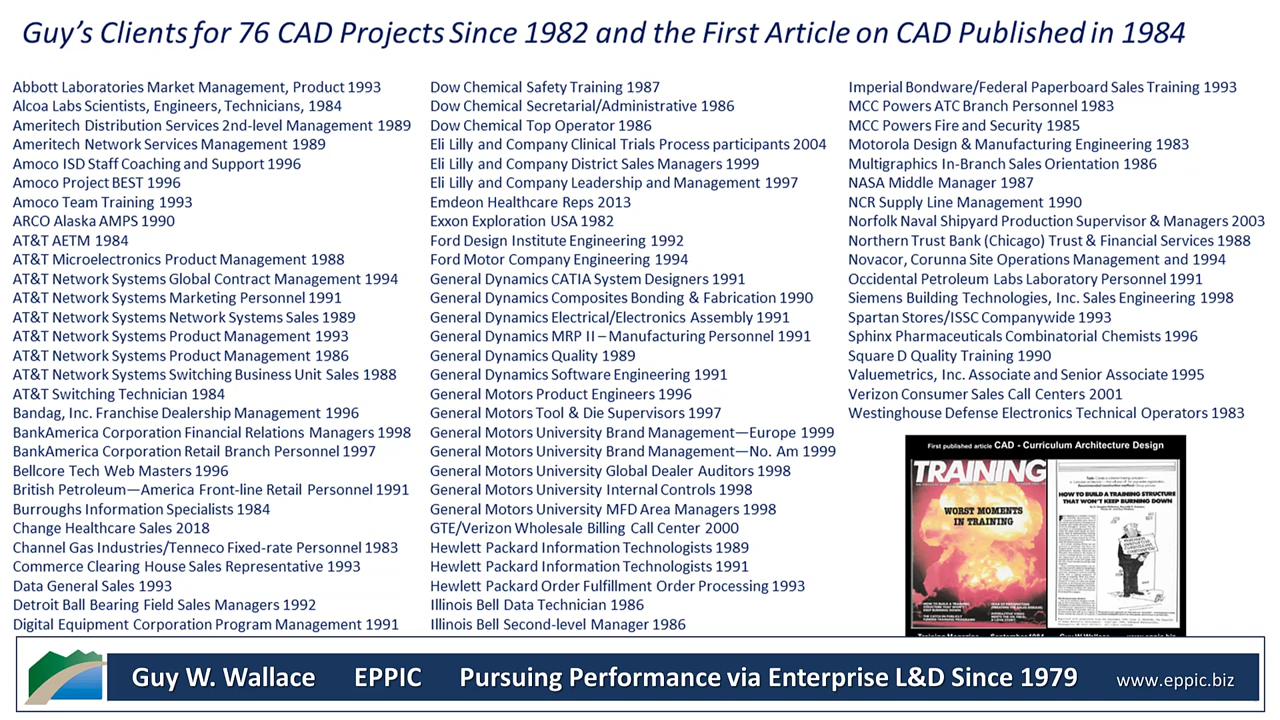 Guy's Clients for 76 CAD Projects Since 1982 and the First Article on CAD Published in 1984
Abbott Laboratories Market Management, Product 1993
Alcoa Labs Scientists, Engineers, Technicians, 1984
Ameritech Distribution Services 2nd-level Management 1989
Ameritech Network Services Management 1989
Amoco ISD Staff Coaching and Support 1996
Amoco Project BEST 1996
Amoco Team Training 1993
ARCO Alaska AMPS 1990
AT&T AETM 1984
AT&T Microelectronics Product Management 1988
AT&T Network Systems Global Contract Management 1994
AT&T Network Systems Marketing Personnel 1991
AT&T Network Systems Network Systems Sales 1989
AT&T Network Systems Product Management 1993
AT&T Network Systems Product Management 1986
AT&T Network Systems Switching Business Unit Sales 1988
AT&T Switching Technician 1984
Bandag, Inc. Franchise Dealership Management 1996
BankAmerica Corporation Financial Relations Managers 1998
BankAmerica Corporation Retail Branch Personnel 1997
Bellcore Tech Web Masters 1996
British Petroleum—America Front-line Retail Personnel 1991
Burroughs Information Specialists 1984
Change Healthcare Sales 2018
Channel Gas Industries/Tenneco Fixed-rate Personnel 1983
Commerce Clearing House Sales Representative 1993
Data General Sales 1993
Detroit Ball Bearing Field Sales Managers 1992
Digital Equipment Corporation Program Management 1991
Dow Chemical Safety Training 1987
Dow Chemical Secretarial/Administrative 1986
Dow Chemical Top Operator 1986
Eli Lilly and Company Clinical Trials Process participants 2004
Eli Lilly and Company District Sales Managers 1999
Eli Lilly and Company Leadership and Management 1997
Emdeon Healthcare Reps 2013
Exxon Exploration USA 1982
Ford Design Institute Engineering 1992
Ford Motor Company Engineering 1994
General Dynamics CATIA System Designers 1991
General Dynamics Composites Bonding & Fabrication 1990
General Dynamics Electrical/Electronics Assembly 1991
General Dynamics MRP II – Manufacturing Personnel 1991
General Dynamics Quality 1989
General Dynamics Software Engineering 1991
General Motors Product Engineers 1996
General Motors Tool & Die Supervisors 1997
General Motors University Brand Management—Europe 1999
General Motors University Brand Management—No. Am 1999
General Motors University Global Dealer Auditors 1998
General Motors University Internal Controls 1998
General Motors University MFD Area Managers 1998
GTE/Verizon Wholesale Billing Call Center 2000
Hewlett Packard Information Technologists 1989
Hewlett Packard Information Technologists 1991
Hewlett Packard Order Fulfillment Order Processing 1993
Illinois Bell Data Technician 1986
Illinois Bell Second-level Manager 1986
Imperial Bondware/Federal Paperboard Sales Training 1993
MCC Powers ATC Branch Personnel 1983
MCC Powers Fire and Security 1985
Motorola Design & Manufacturing Engineering 1983
Multigraphics In-Branch Sales Orientation 1986
NASA Middle Manager 1987
NCR Supply Line Management 1990
Norfolk Naval Shipyard Production Supervisor & Managers 2003
Northern Trust Bank (Chicago) Trust & Financial Services 1988
Novacor, Corunna Site Operations Management and 1994
Occidental Petroleum Labs Laboratory Personnel 1991
Siemens Building Technologies, Inc. Sales Engineering 1998
Spartan Stores/ISSC Companywide 1993
Sphinx Pharmaceuticals Combinatorial Chemists 1996
Square D Quality Training 1990
Valuemetrics, Inc. Associate and Senior Associate 1995
Verizon Consumer Sales Call Centers 2001
Westinghouse Defense Electronics Technical Operators 1983
First published article CAD - Curriculum Architecture Design
TRAINING
WORST MOMENTS
IN TRAINING
HOW TO BUILD A TRAINING STRUCTURE
THAT WON'T KEEP BURNING DOWN
Training Magazine September 1984 Guy W. Wallace www.eppic.biz
Guy W. Wallace EPPIC Pursuing Performance via Enterprise L&D Since 1979 www.eppic.biz